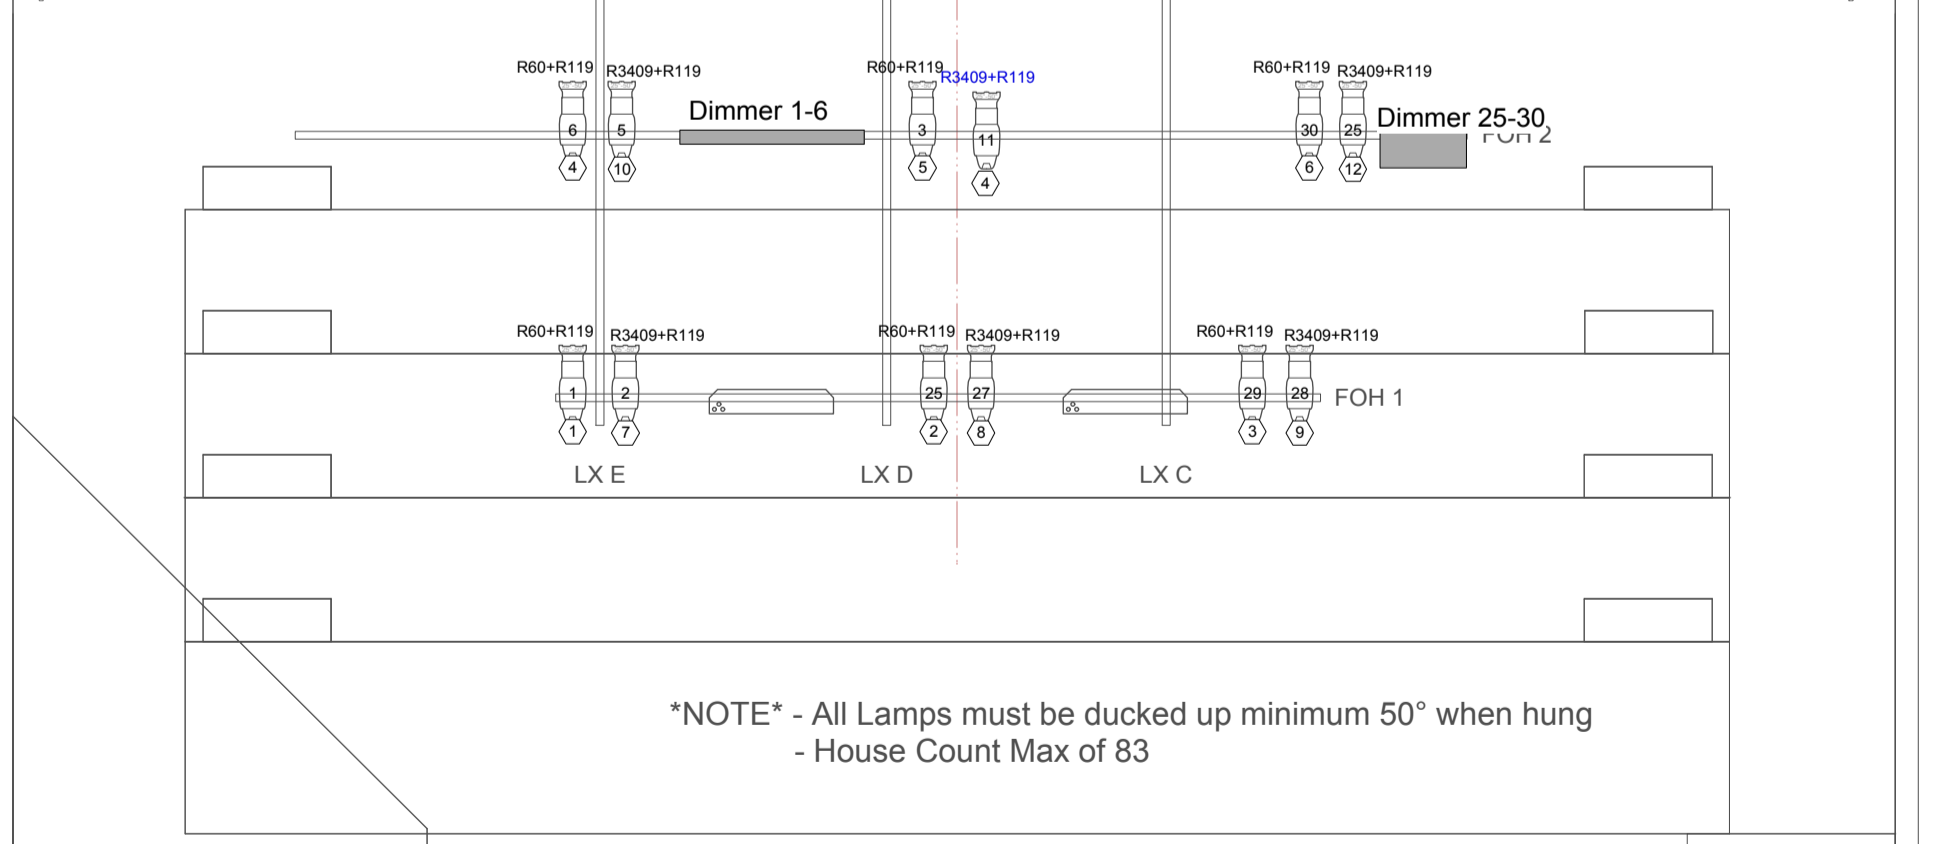 R60+R119 R3409+R119 R60+R119 R3409+R119 R60+R119 R3409+R119
Dimmer 1-6 Dimmer 25-30
6 5 3 11 30 25 FOH 2
4 10 5 4 6 12
R60+R119 R3409+R119 R60+R119 R3409+R119 R60+R119 R3409+R119
1 2 25 27 29 28 FOH 1
1 7 2 8 3 9
LX E LX D LX C
*NOTE* - All Lamps must be ducked up minimum 50° when hung
- House Count Max of 83